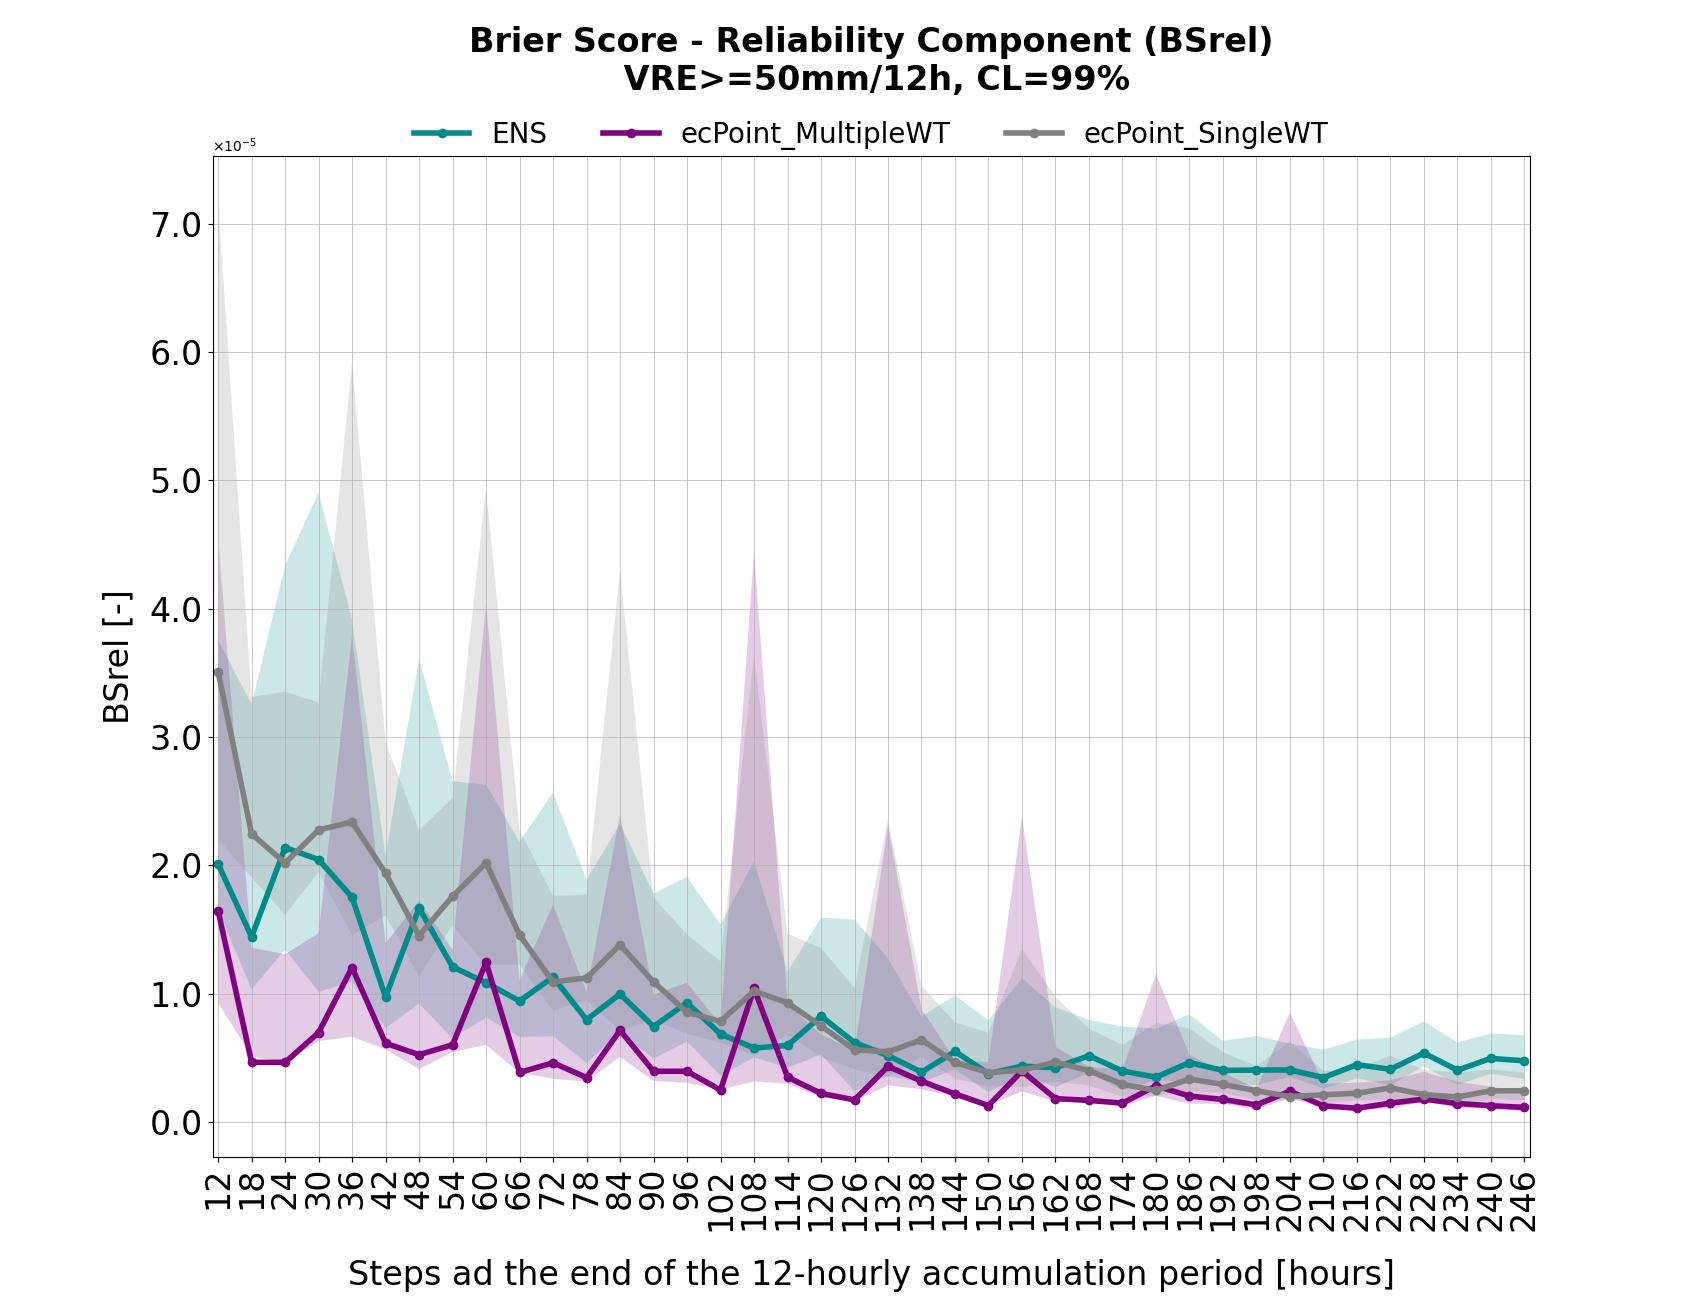 Brier Score - Reliability Component (BSrel)
VRE>=50mm/12h, CL=99%
ENS ecPoint_MultipleWT ecPoint_SingleWT
×10⁻⁵
7.0
6.0
5.0
4.0
3.0
2.0
1.0
0.0
BSrel [-]
12 18 24 30 36 42 48 54 60 66 72 78 84 90 96 102 108 114 120 126 132 138 144 150 156 162 168 174 180 186 192 198 204 210 216 222 228 234 240 246
Steps ad the end of the 12-hourly accumulation period [hours]